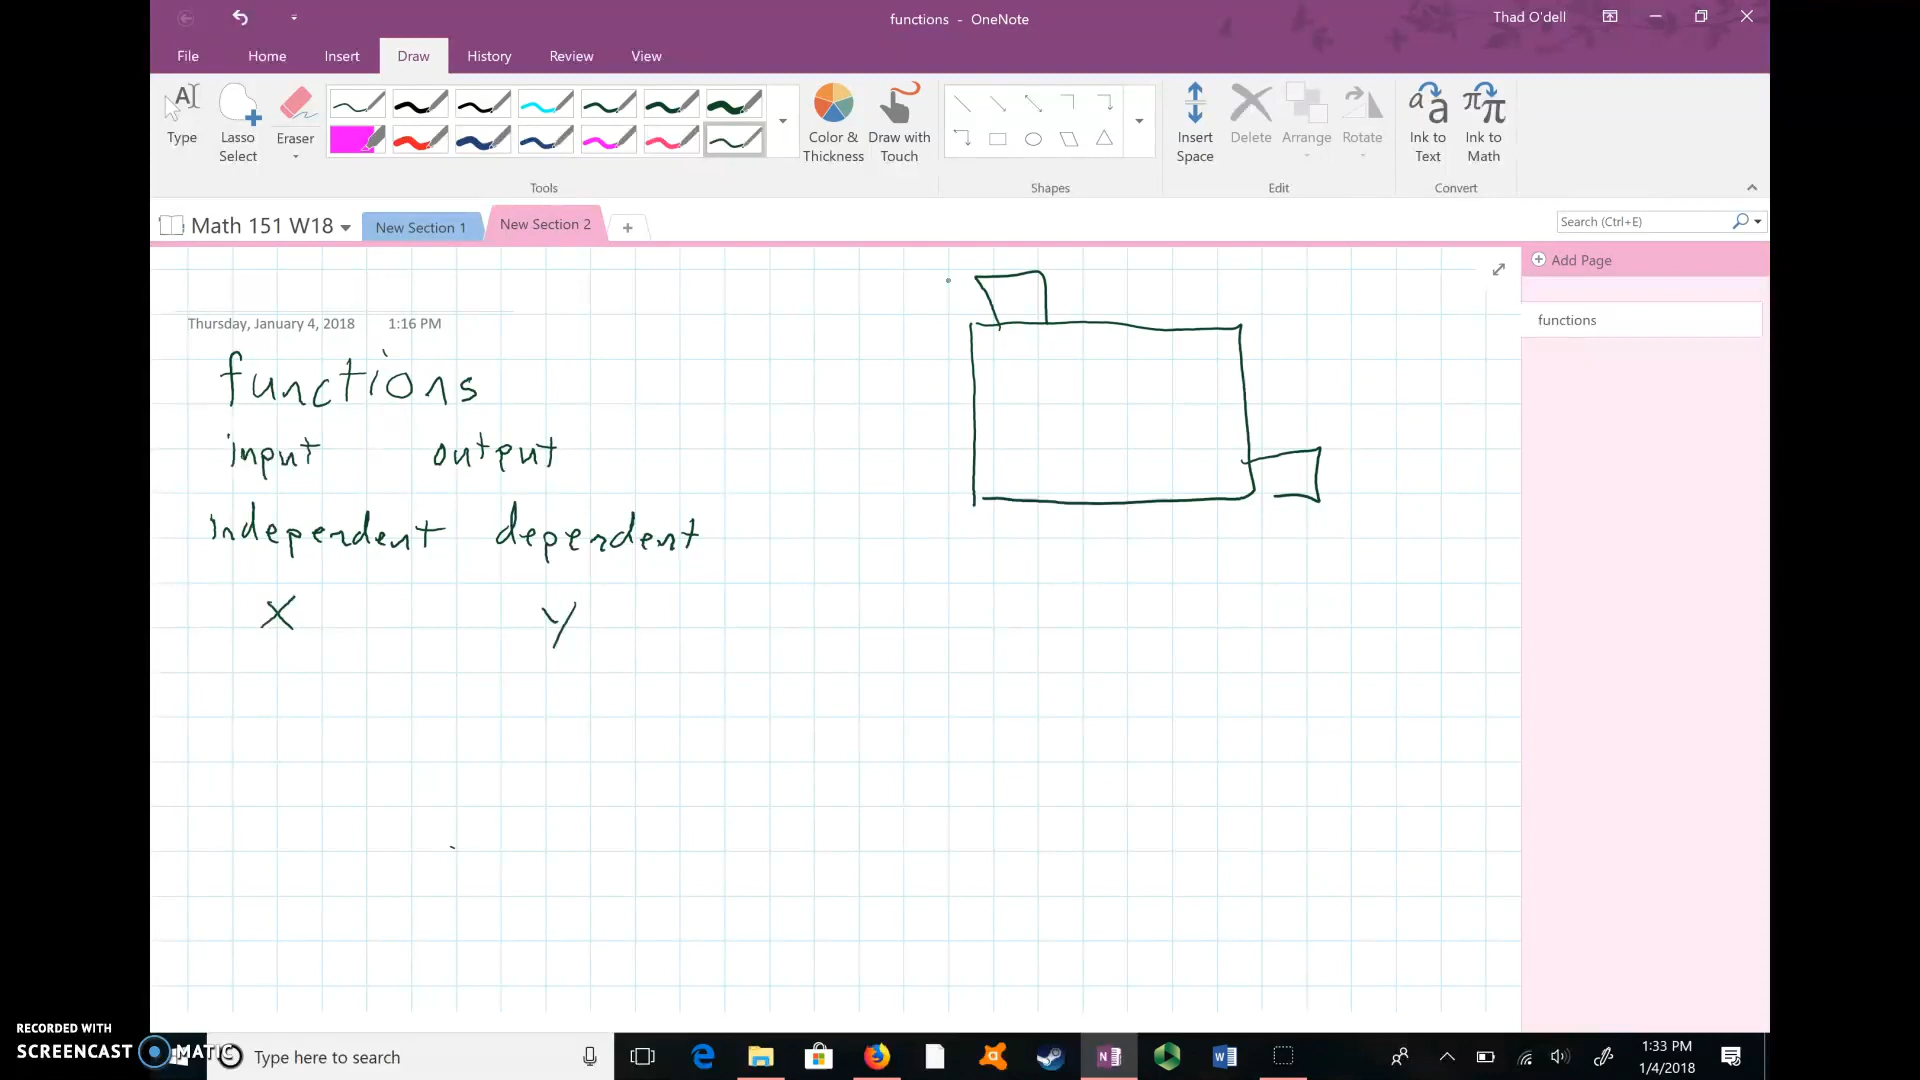 functions - OneNote
Thad O'dell
File Home Insert Draw History Review View
Type
Lasso Select
Eraser
Color & Thickness
Draw with Touch
Insert Space
Delete
Arrange
Rotate
Ink to Text
Ink to Math
Tools Shapes Edit Convert
Math 151 W18
New Section 1
New Section 2
Search (Ctrl+E)
Add Page
functions
Thursday, January 4, 2018 1:16 PM
functions
input output
independent dependent
x y
RECORDED WITH
SCREENCAST MATIC
Type here to search
1:33 PM
1/4/2018